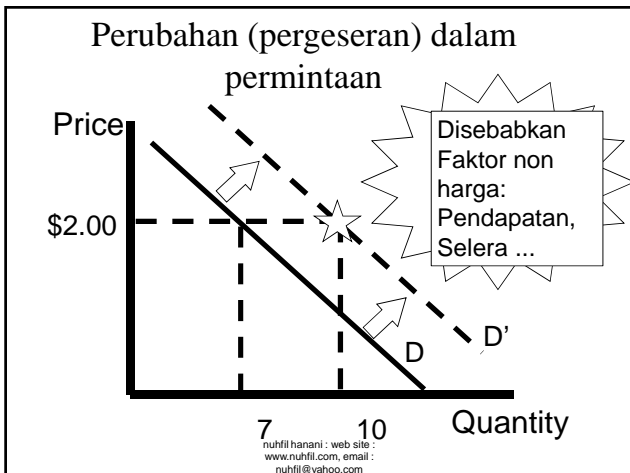 Perubahan (pergeseran) dalam
permintaan
Price
Disebabkan
Faktor non
harga:
Pendapatan,
Selera ...
$2.00
D
D’
7
10
Quantity
nuhfil hanani : web site :
www.nuhfil.com, email :
nuhfil@yahoo.com